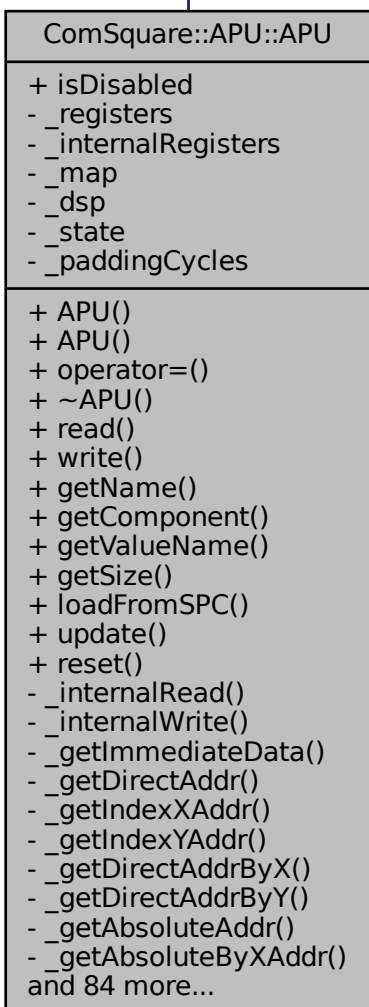 ComSquare::APU::APU
+ isDisabled
- _registers
- _internalRegisters
- _map
- _dsp
- _state
- _paddingCycles
+ APU()
+ APU()
+ operator=()
+ ~APU()
+ read()
+ write()
+ getName()
+ getComponent()
+ getValueName()
+ getSize()
+ loadFromSPC()
+ update()
+ reset()
- _internalRead()
- _internalWrite()
- _getImmediateData()
- _getDirectAddr()
- _getIndexXAddr()
- _getIndexYAddr()
- _getDirectAddrByX()
- _getDirectAddrByY()
- _getAbsoluteAddr()
- _getAbsoluteByXAddr()
and 84 more...